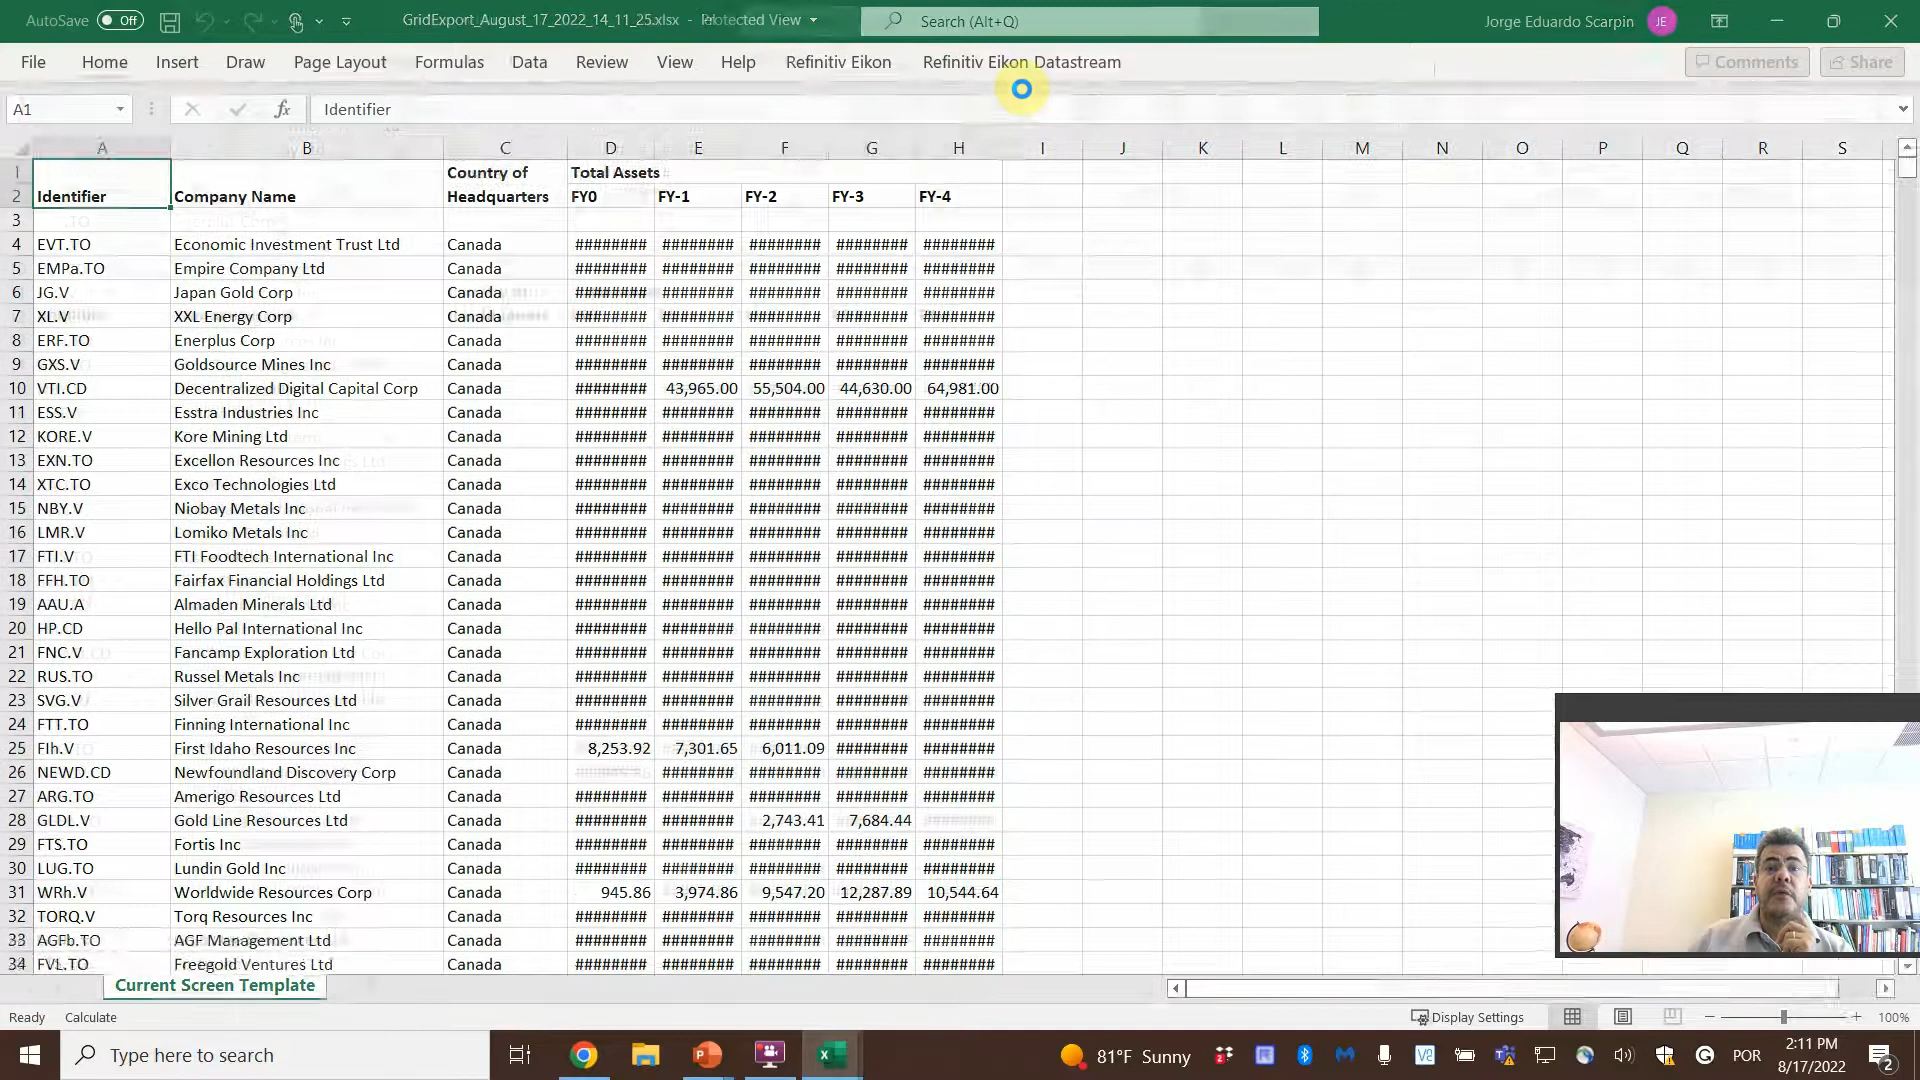 AutoSave Off GridExport_August_17_2022_14_11_25.xlsx - Protected View Search (Alt+Q) Jorge Eduardo Scarpin JE
File Home Insert Draw Page Layout Formulas Data Review View Help Refinitiv Eikon Refinitiv Eikon Datastream Comments Share
A1 fx Identifier
A B C D E F G H I J K L M N O P Q R S
1 Country of Total Assets
2 Identifier Company Name Headquarters FY0 FY-1 FY-2 FY-3 FY-4
3
4 EVT.TO Economic Investment Trust Ltd Canada ######## ######## ######## ######## ########
5 EMPa.TO Empire Company Ltd Canada ######## ######## ######## ######## ########
6 JG.V Japan Gold Corp Canada ######## ######## ######## ######## ########
7 XL.V XXL Energy Corp Canada ######## ######## ######## ######## ########
8 ERF.TO Enerplus Corp Canada ######## ######## ######## ######## ########
9 GXS.V Goldsource Mines Inc Canada ######## ######## ######## ######## ########
10 VTI.CD Decentralized Digital Capital Corp Canada ######## 43,965.00 55,504.00 44,630.00 64,981.00
11 ESS.V Esstra Industries Inc Canada ######## ######## ######## ######## ########
12 KORE.V Kore Mining Ltd Canada ######## ######## ######## ######## ########
13 EXN.TO Excellon Resources Inc Canada ######## ######## ######## ######## ########
14 XTC.TO Exco Technologies Ltd Canada ######## ######## ######## ######## ########
15 NBY.V Niobay Metals Inc Canada ######## ######## ######## ######## ########
16 LMR.V Lomiko Metals Inc Canada ######## ######## ######## ######## ########
17 FTI.V FTI Foodtech International Inc Canada ######## ######## ######## ######## ########
18 FFH.TO Fairfax Financial Holdings Ltd Canada ######## ######## ######## ######## ########
19 AAU.A Almaden Minerals Ltd Canada ######## ######## ######## ######## ########
20 HP.CD Hello Pal International Inc Canada ######## ######## ######## ######## ########
21 FNC.V Fancamp Exploration Ltd Canada ######## ######## ######## ######## ########
22 RUS.TO Russel Metals Inc Canada ######## ######## ######## ######## ########
23 SVG.V Silver Grail Resources Ltd Canada ######## ######## ######## ######## ########
24 FTT.TO Finning International Inc Canada ######## ######## ######## ######## ########
25 FIh.V First Idaho Resources Inc Canada 8,253.92 7,301.65 6,011.09 ######## ########
26 NEWD.CD Newfoundland Discovery Corp Canada ######## ######## ######## ########
27 ARG.TO Amerigo Resources Ltd Canada ######## ######## ######## ######## ########
28 GLDL.V Gold Line Resources Ltd Canada ######## ######## 2,743.41 7,684.44
29 FTS.TO Fortis Inc Canada ######## ######## ######## ######## ########
30 LUG.TO Lundin Gold Inc Canada ######## ######## ######## ######## ########
31 WRh.V Worldwide Resources Corp Canada 945.86 3,974.86 9,547.20 12,287.89 10,544.64
32 TORQ.V Torq Resources Inc Canada ######## ######## ######## ######## ########
33 AGFb.TO AGF Management Ltd Canada ######## ######## ######## ######## ########
34 FVL.TO Freegold Ventures Ltd Canada ######## ######## ######## ######## ########
Current Screen Template
Ready Calculate Display Settings 100%
Type here to search 81°F Sunny POR 2:11 PM
8/17/2022 2